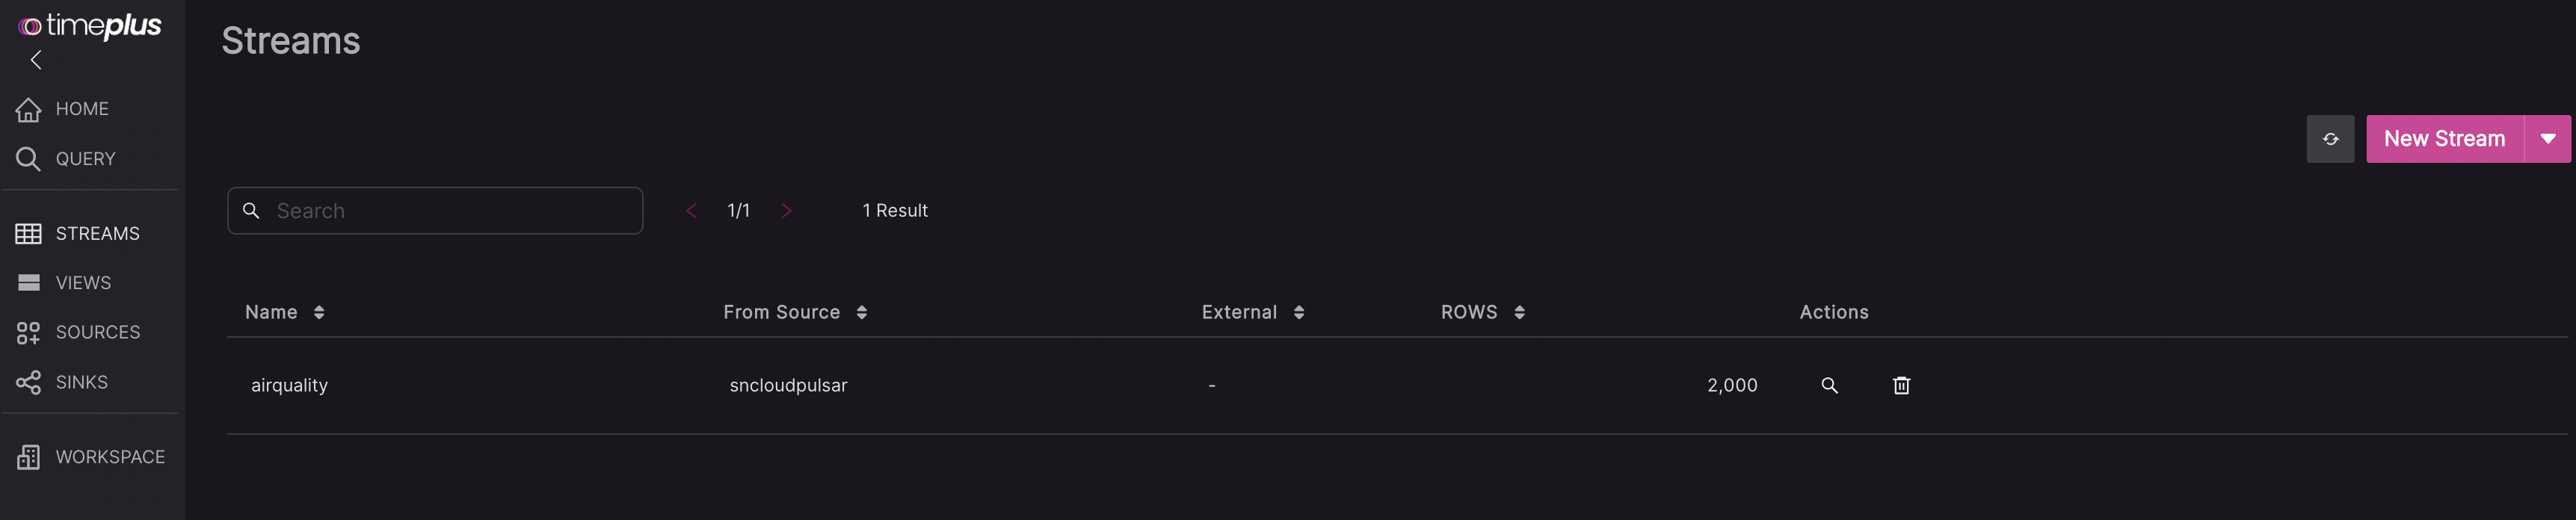 timeplus
HOME
QUERY
STREAMS
VIEWS
SOURCES
SINKS
WORKSPACE
Streams
New Stream
Search
1/1
1 Result
Name From Source External ROWS Actions
airquality sncloudpulsar - 2,000